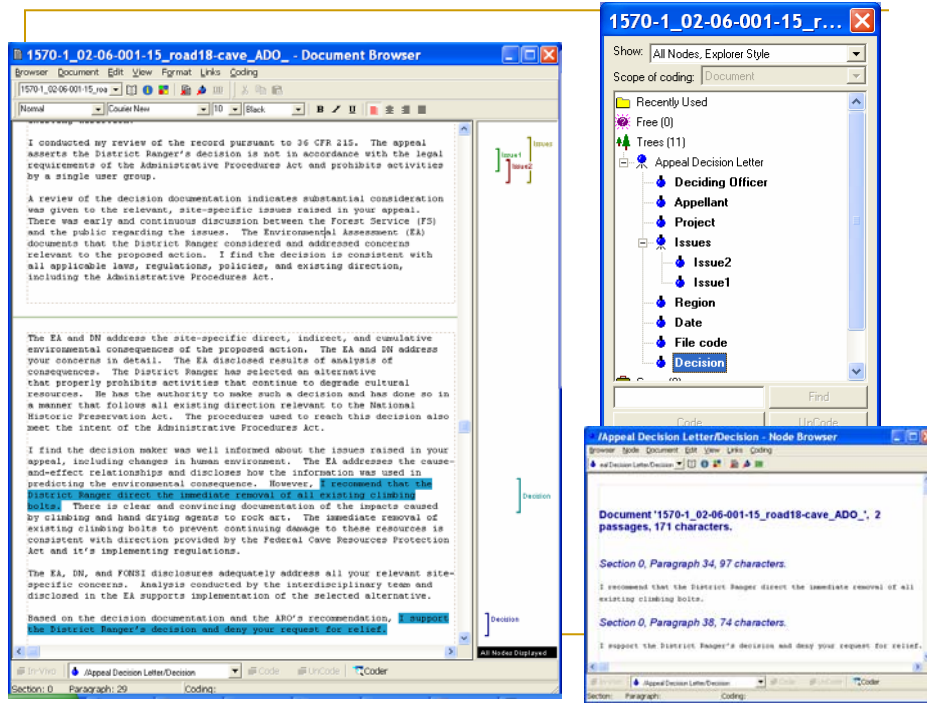 1570-1_02-06-001-15_road18-cave_ADO_ - Document Browser
Browser Document Edit View Format Links Coding
1570-1_02-06-001-15_roa
Normal Courier New 10 Black B I U
I conducted my review of the record pursuant to 36 CFR 215. The appeal
asserts the District Ranger's decision is not in accordance with the legal
requirements of the Administrative Procedures Act and prohibits activities
by a single user group.
A review of the decision documentation indicates substantial consideration
was given to the relevant, site-specific issues raised in your appeal.
There was early and continuous discussion between the Forest Service (FS)
and the public regarding the issues. The Environmental Assessment (EA)
documents that the District Ranger considered and addressed concerns
relevant to the proposed action. I find the decision is consistent with
all applicable laws, regulations, policies, and existing direction,
including the Administrative Procedures Act.
The EA and DN address the site-specific direct, indirect, and cumulative
environmental consequences of the proposed action. The EA and DN address
your concerns in detail. The EA disclosed results of analysis of
consequences. The District Ranger has selected an alternative
that properly prohibits activities that continue to degrade cultural
resources. He has the authority to make such a decision and has done so in
a manner that follows all existing direction relevant to the National
Historic Preservation Act. The procedures used to reach this decision also
meet the intent of the Administrative Procedures Act.
I find the decision maker was well informed about the issues raised in your
appeal, including changes in human environment. The EA addresses the cause-
and-effect relationships and discloses how the information was used in
predicting the environmental consequence. However, I recommend that the
District Ranger direct the immediate removal of all existing climbing
bolts. There is clear and convincing documentation of the impacts caused
by climbing and hand drying agents to rock art. The immediate removal of
existing climbing bolts to prevent continuing damage to these resources is
consistent with direction provided by the Federal Cave Resources Protection
Act and it's implementing regulations.
The EA, DN, and FONSI disclosures adequately address all your relevant site-
specific concerns. Analysis conducted by the interdisciplinary team and
disclosed in the EA supports implementation of the selected alternative.
Based on the decision documentation and the ARO's recommendation, I support
the District Ranger's decision and deny your request for relief.
Issues
Issue1
Issue2
Decision
Decision
All Nodes Displayed
In-Vivo /Appeal Decision Letter/Decision Code UnCode Coder
Section: 0 Paragraph: 29 Coding:
1570-1_02-06-001-15_r...
Show: All Nodes, Explorer Style
Scope of coding: Document
Recently Used
Free (0)
Trees (11)
Appeal Decision Letter
Deciding Officer
Appellant
Project
Issues
Issue2
Issue1
Region
Date
File code
Decision
Find
Code UnCode
/Appeal Decision Letter/Decision - Node Browser
Browser Node Document Edit View Links Coding
eal Decision Letter/Decision
Document '1570-1_02-06-001-15_road18-cave_ADO_', 2
passages, 171 characters.
Section 0, Paragraph 34, 97 characters.
I recommend that the District Ranger direct the immediate removal of all
existing climbing bolts.
Section 0, Paragraph 38, 74 characters.
I support the District Ranger's decision and deny your request for relief.
In-Vivo /Appeal Decision Letter/Decision Code UnCode Coder
Section: Paragraph: Coding: